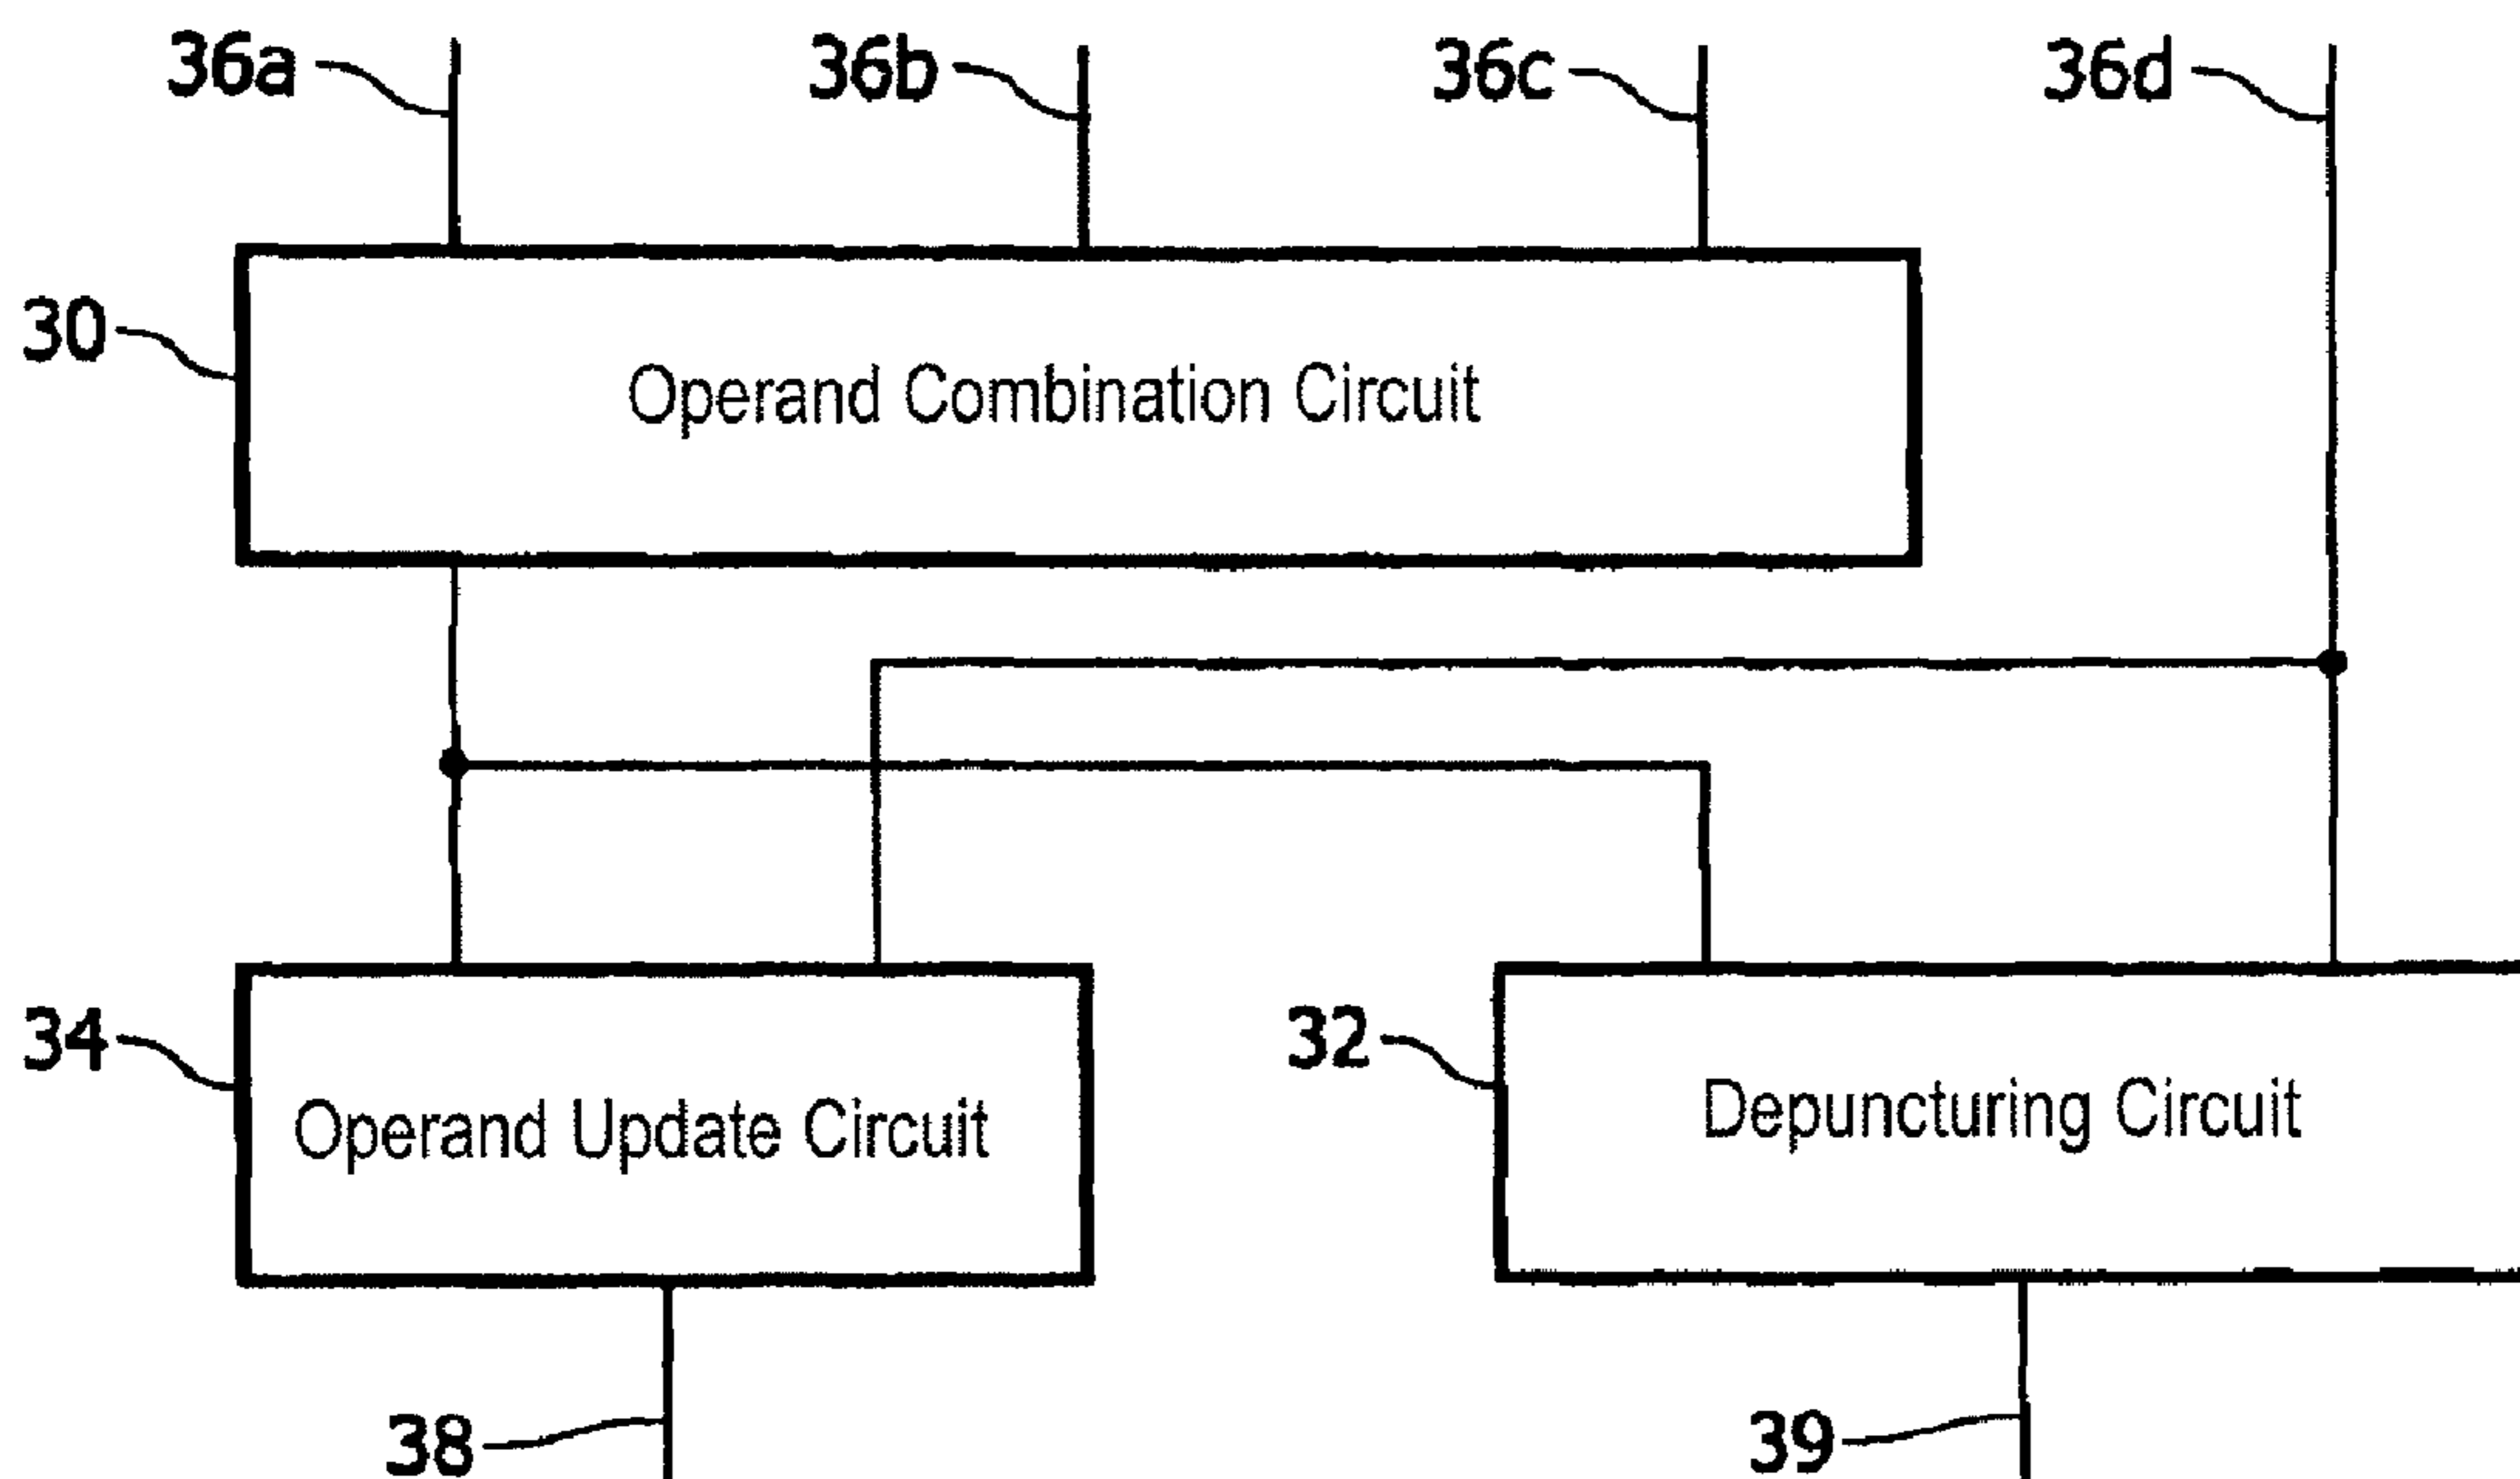 36a
36b
36c
36d
30
Operand Combination Circuit
34
Operand Update Circuit
32
Depuncturing Circuit
38
39